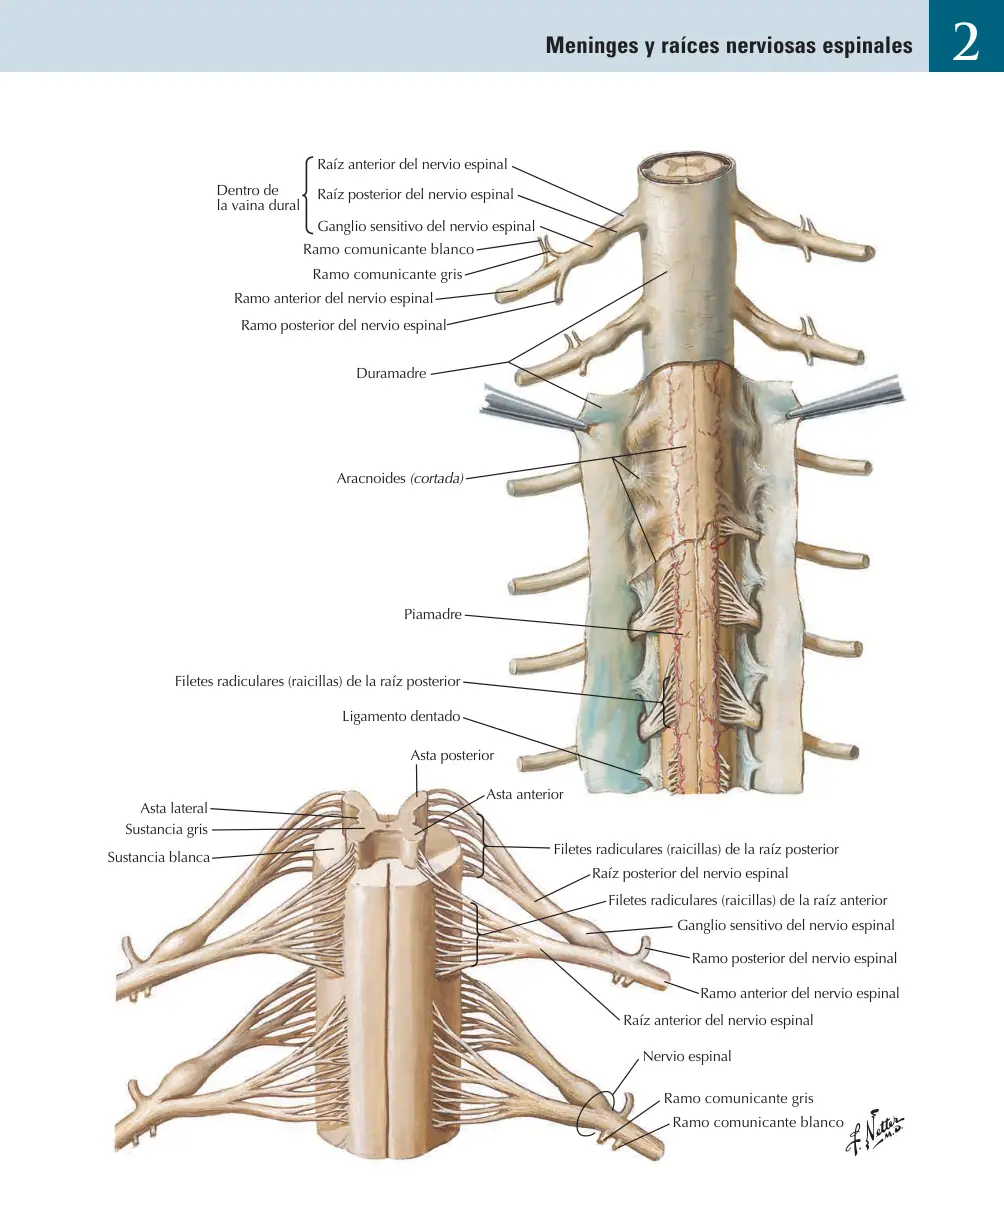 Meninges y raíces nerviosas espinales
2
Raíz anterior del nervio espinal
Dentro de
la vaina dural
Raíz posterior del nervio espinal
Ganglio sensitivo del nervio espinal
Ramo comunicante blanco
Ramo comunicante gris
Ramo anterior del nervio espinal
Ramo posterior del nervio espinal
Duramadre
Aracnoides (cortada)
Piamadre
Filetes radiculares (raicillas) de la raíz posterior
Ligamento dentado
Asta posterior
Asta anterior
Asta lateral
Sustancia gris
Sustancia blanca
Filetes radiculares (raicillas) de la raíz posterior
Raíz posterior del nervio espinal
Filetes radiculares (raicillas) de la raíz anterior
Ganglio sensitivo del nervio espinal
Ramo posterior del nervio espinal
Ramo anterior del nervio espinal
Raíz anterior del nervio espinal
Nervio espinal
Ramo comunicante gris
Ramo comunicante blanco
F. Netter
M.D.